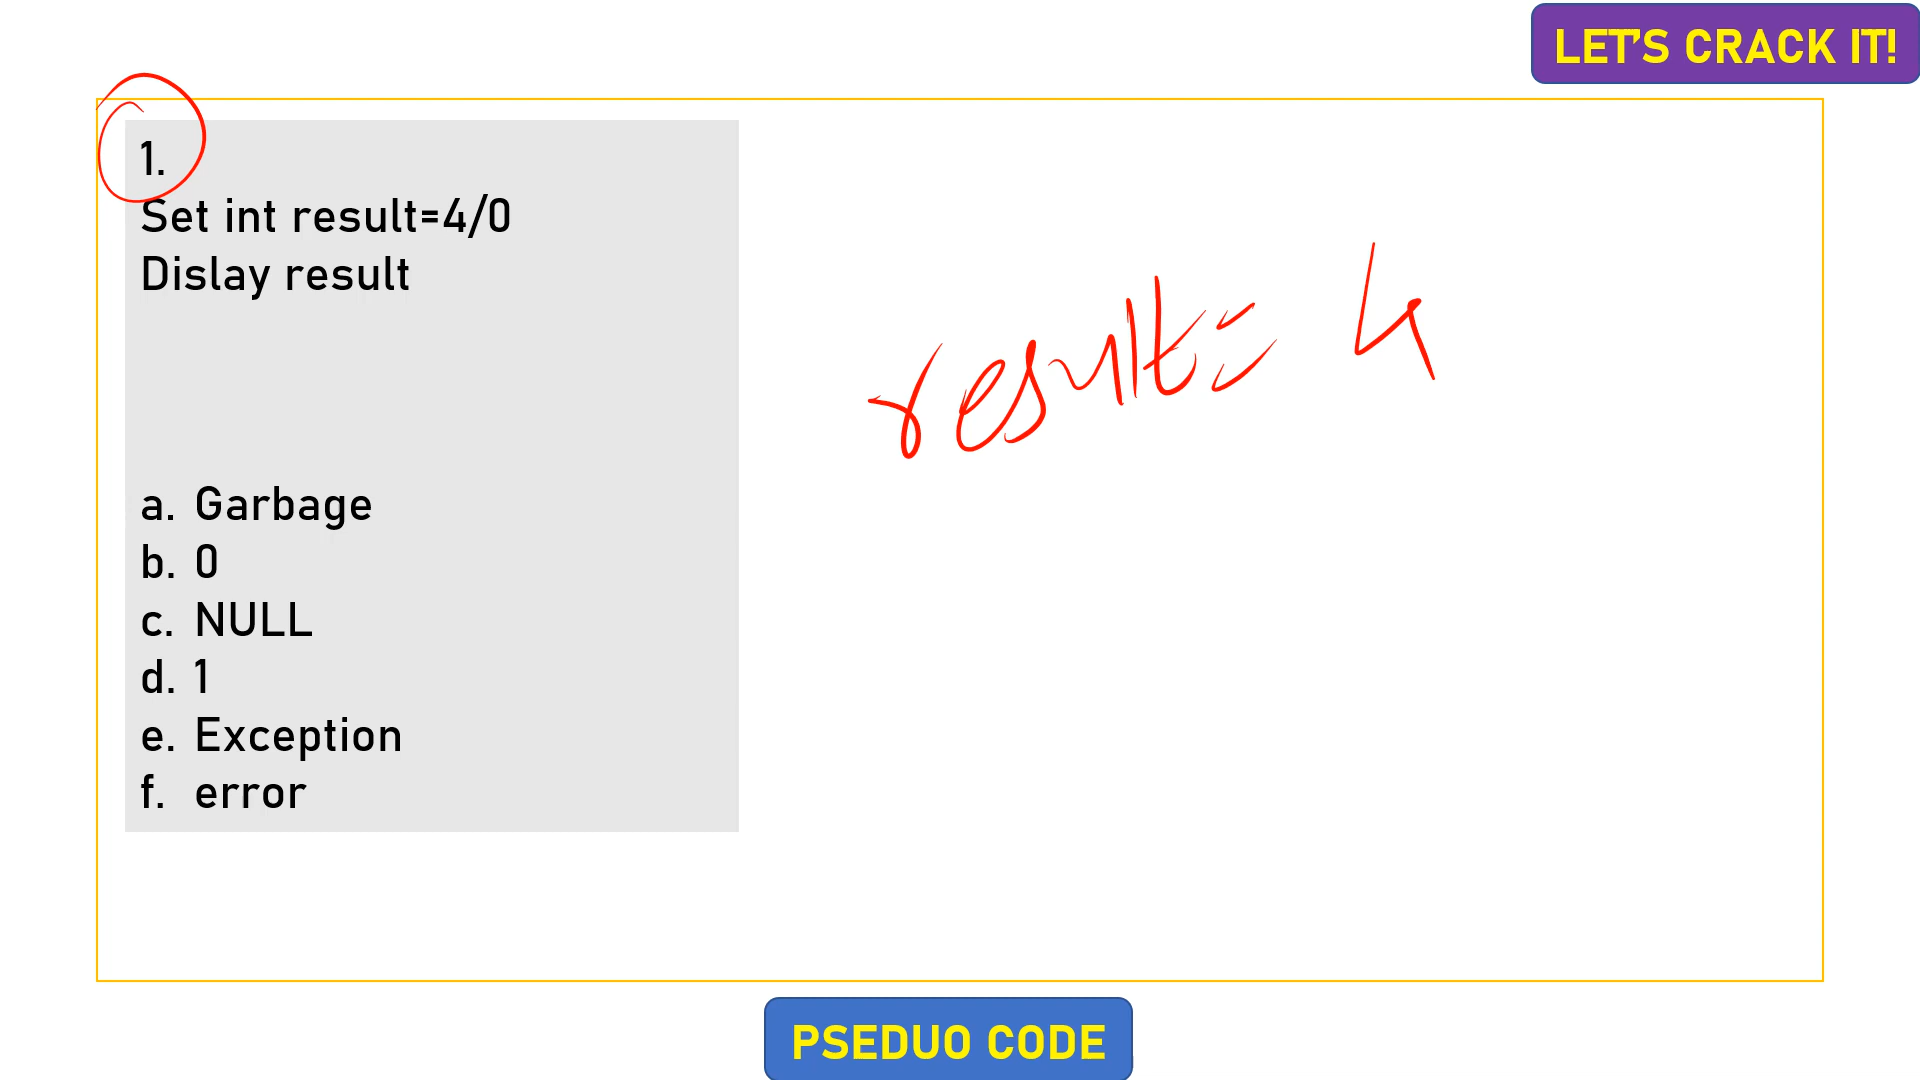 LET'S CRACK IT!
1.
Set int result=4/0
Dislay result
result= 4
a. Garbage
b. 0
c. NULL
d. 1
e. Exception
f. error
PSEDUO CODE